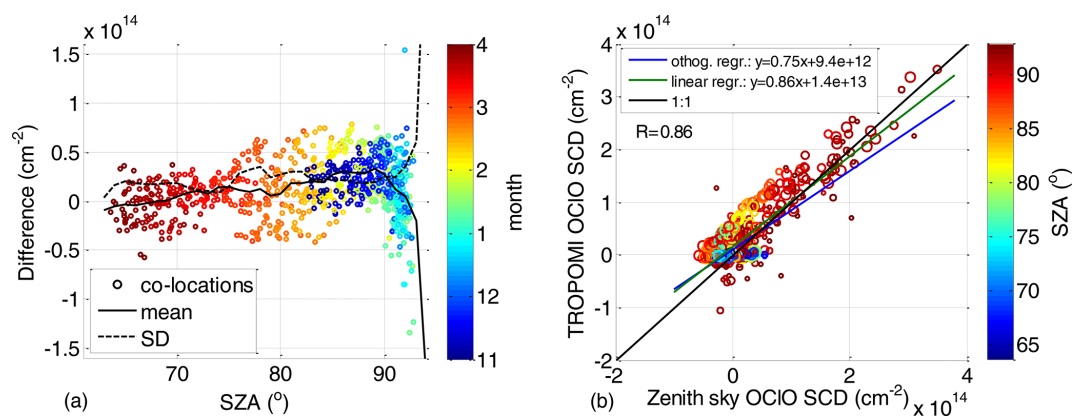 x 10^14
1.5
1
0.5
0
-0.5
-1
-1.5
Difference (cm^-2)
co-locations
mean
SD
70
80
90
SZA (°)
(a)
4
3
2
1
12
11
month
x 10^14
4
3
2
1
0
-1
-2
TROPOMI OClO SCD (cm^-2)
othog. regr.: y=0.75x+9.4e+12
linear regr.: y=0.86x+1.4e+13
1:1
R=0.86
-2
0
2
4
Zenith sky OClO SCD (cm^-2)
x 10^14
(b)
90
85
80
75
70
65
SZA (°)